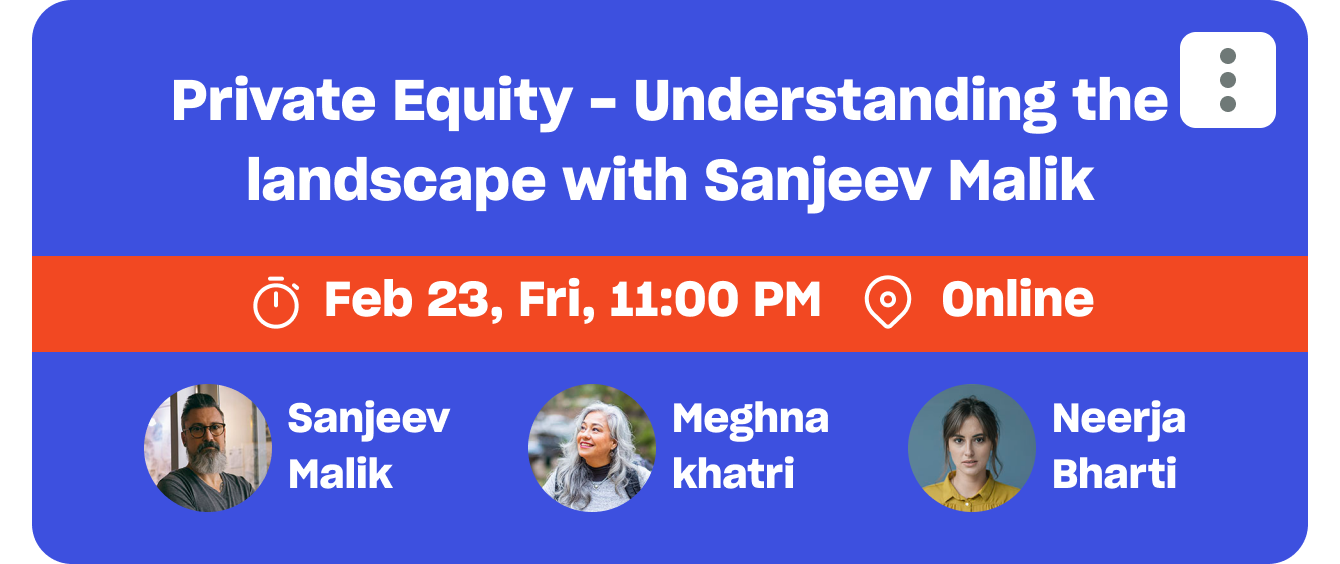 Private Equity – Understanding the
landscape with Sanjeev Malik
Feb 23, Fri, 11:00 PM Online
Sanjeev
Malik
Meghna
khatri
Neerja
Bharti